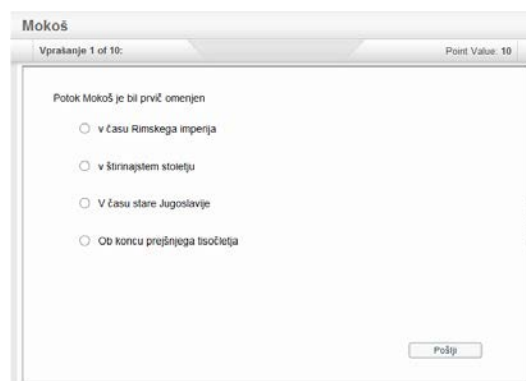 Mokoš
Vprašanje 1 of 10:
Point Value: 10
Potok Mokoš je bil prvič omenjen
v času Rimskega imperija
v štirinajstem stoletju
V času stare Jugoslavije
Ob koncu prejšnjega tisočletja
Pošlji